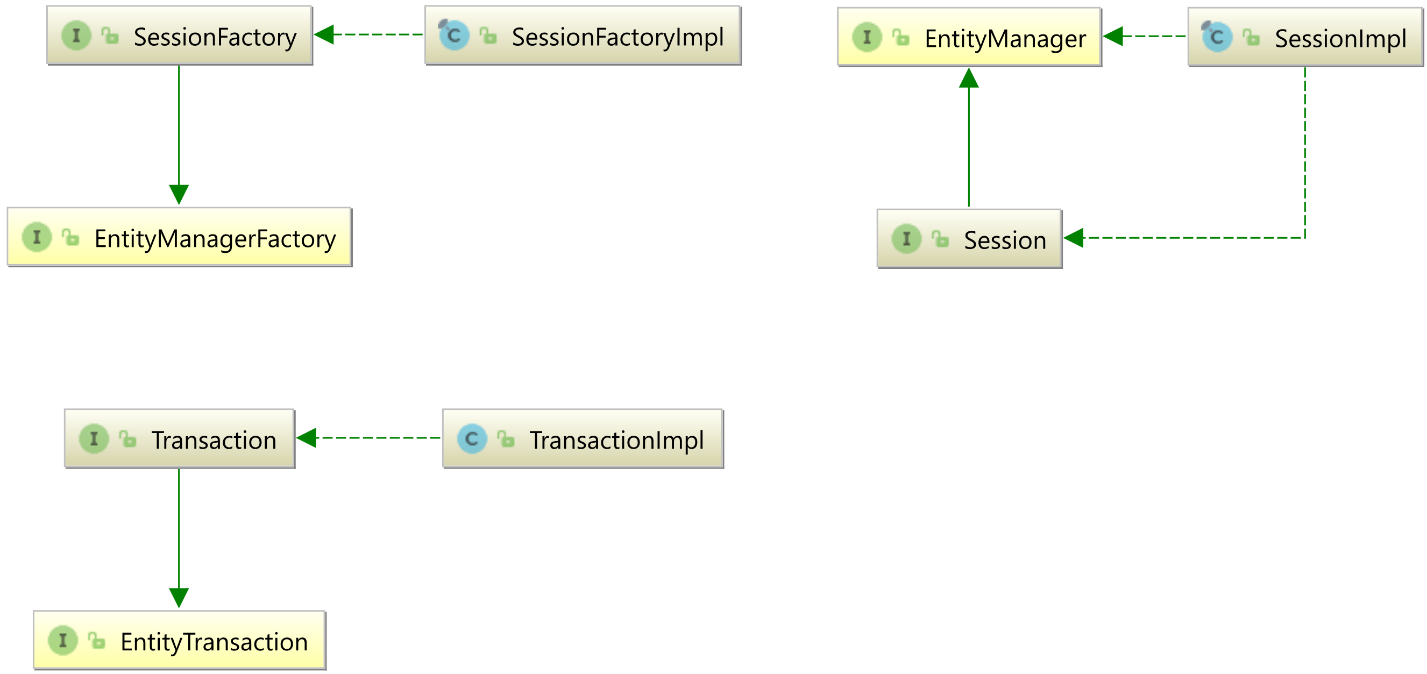 I SessionFactory
C SessionFactoryImpl
I EntityManager
C SessionImpl
I EntityManagerFactory
I Session
I Transaction
C TransactionImpl
I EntityTransaction